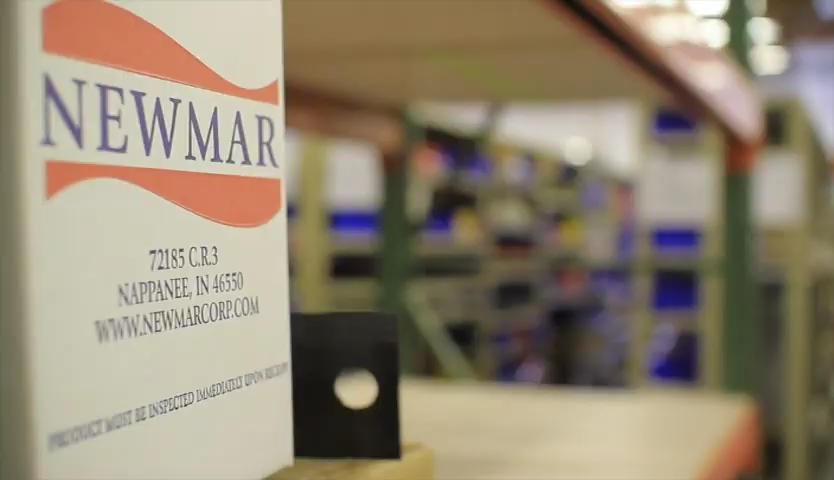 NEWMAR
72185 C.R.3
NAPPANEE, IN 46550
WWW.NEWMARCORP.COM
PRODUCT MUST BE INSPECTED IMMEDIATELY UPON RECEIPT